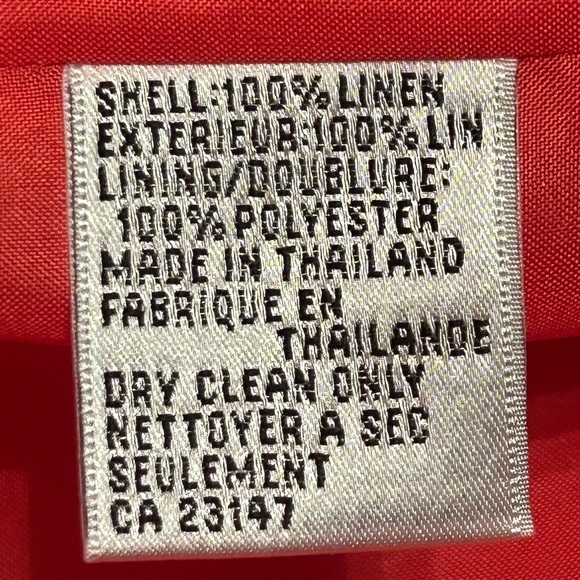 SHELL:100% LINEN
EXTERIEUR:100% LIN
LINING/DOUBLURE:
100% POLYESTER
MADE IN THAILAND
FABRIQUE EN
THAILANDE
DRY CLEAN ONLY
NETTOYER A SEC
SEULEMENT
CA 23147